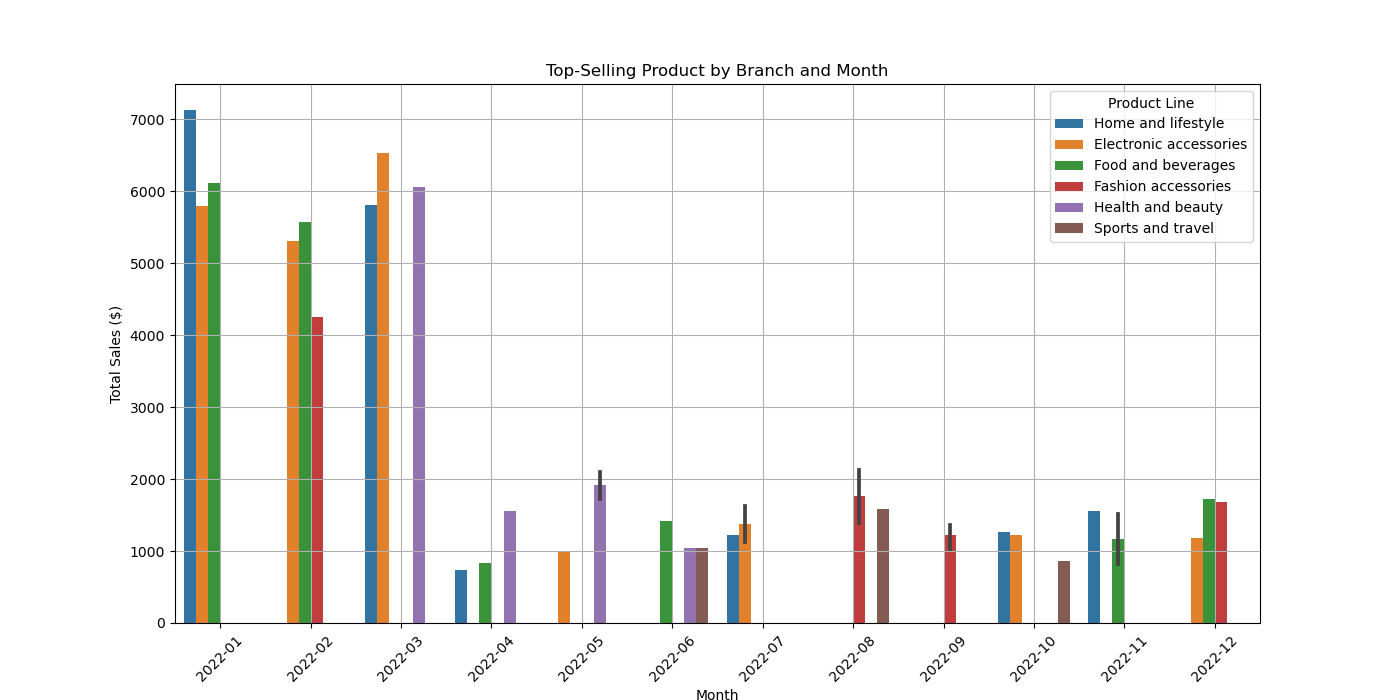 Top-Selling Product by Branch and Month
Product Line
Home and lifestyle
Electronic accessories
Food and beverages
Fashion accessories
Health and beauty
Sports and travel
Total Sales ($)
7000
6000
5000
4000
3000
2000
1000
0
2022-01
2022-02
2022-03
2022-04
2022-05
2022-06
2022-07
2022-08
2022-09
2022-10
2022-11
2022-12
Month